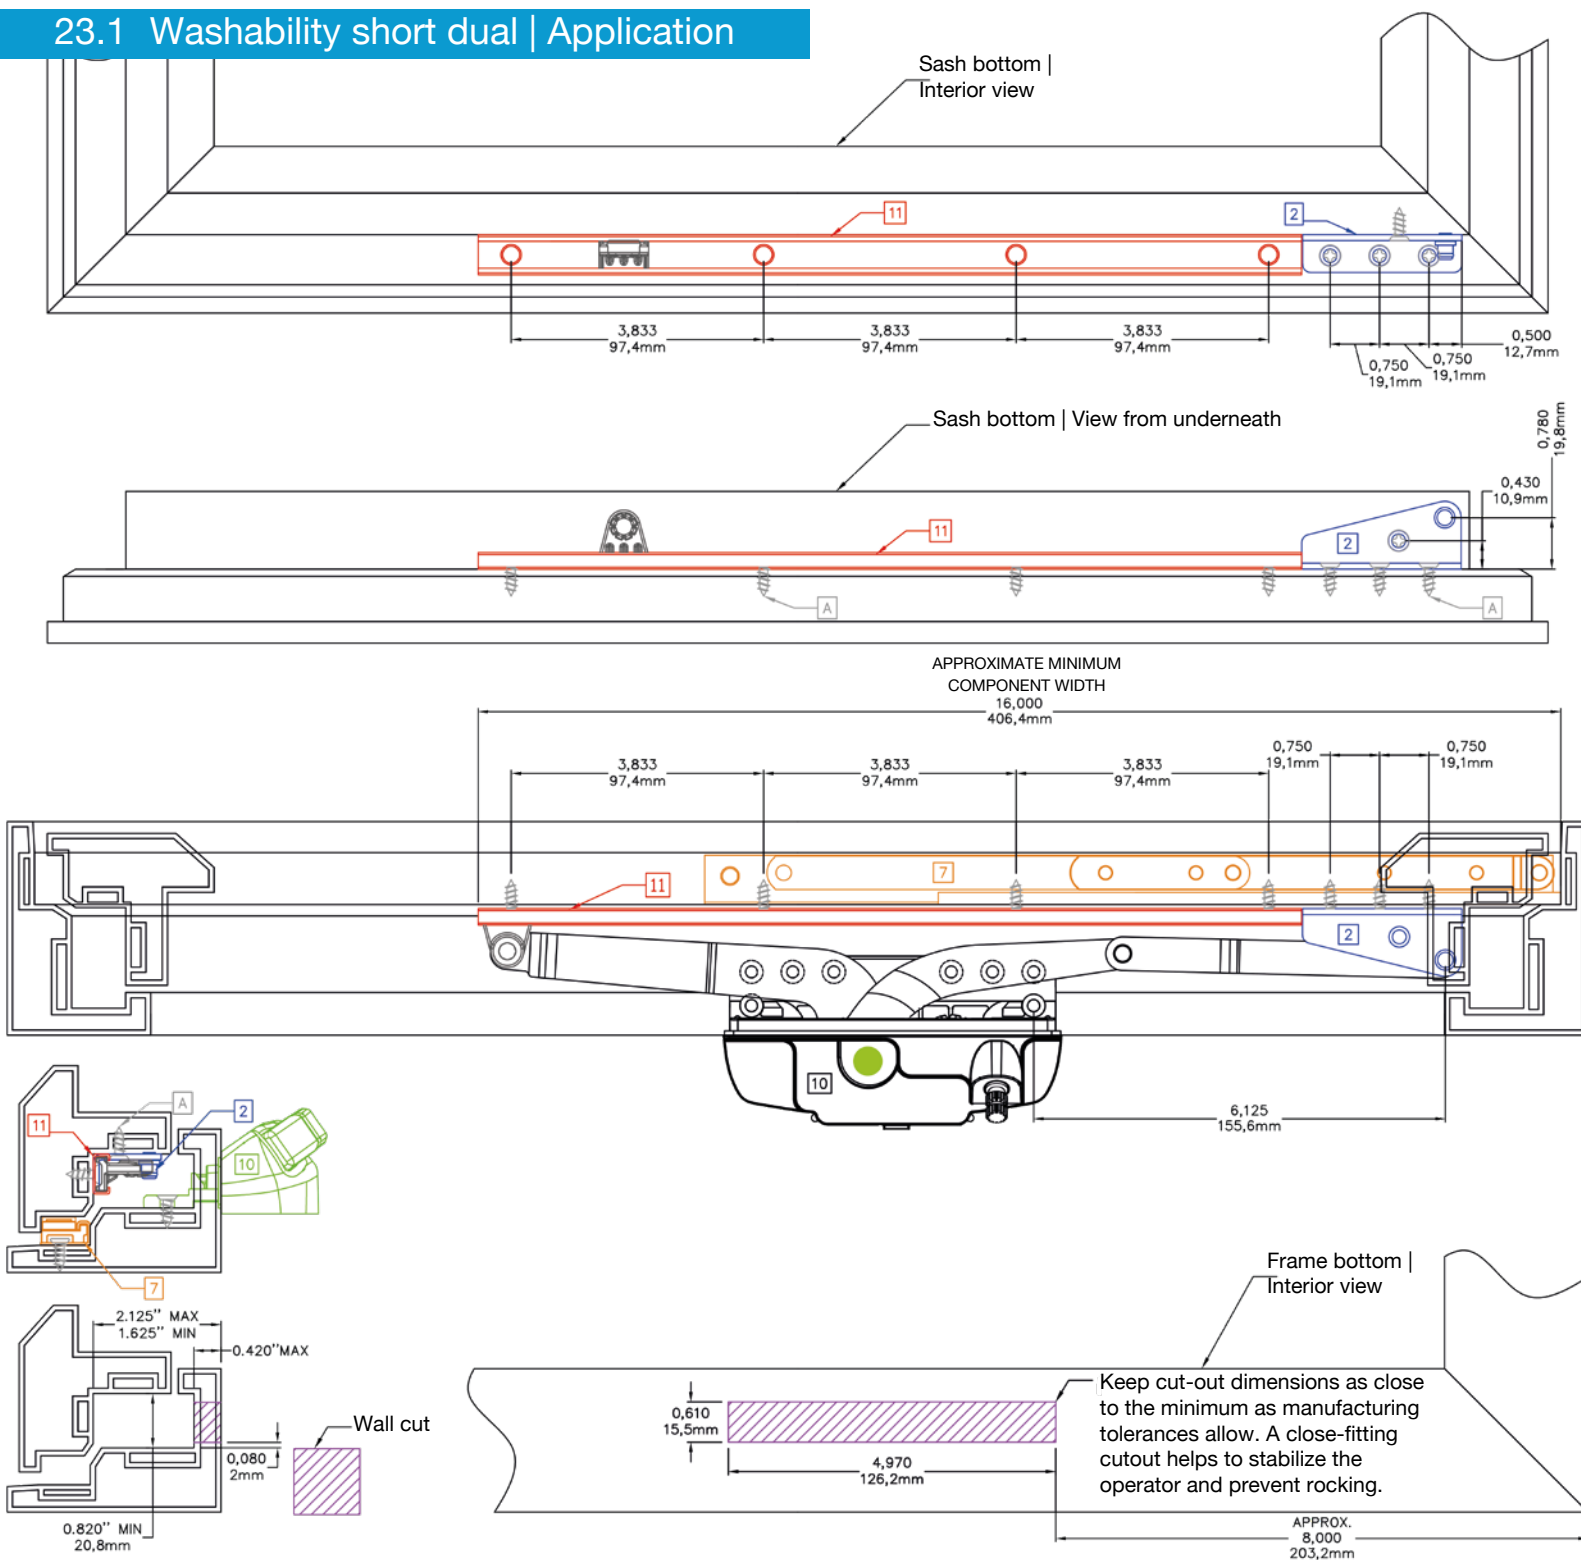 23.1 Washability short dual | Application
Sash bottom |
Interior view
11
2
3,833
97,4mm
3,833
97,4mm
3,833
97,4mm
0,750
19,1mm
0,750
19,1mm
0,500
12,7mm
Sash bottom | View from underneath
0,780
19,8mm
0,430
10,9mm
11
2
A
A
APPROXIMATE MINIMUM
COMPONENT WIDTH
16,000
406,4mm
3,833
97,4mm
3,833
97,4mm
3,833
97,4mm
0,750
19,1mm
0,750
19,1mm
7
11
2
10
6,125
155,6mm
A
11
2
10
7
2.125" MAX
1.625" MIN
0.420"MAX
Wall cut
0,080
2mm
0.820" MIN
20,8mm
Frame bottom |
Interior view
0,610
15,5mm
4,970
126,2mm
Keep cut-out dimensions as close
to the minimum as manufacturing
tolerances allow. A close-fitting
cutout helps to stabilize the
operator and prevent rocking.
APPROX.
8,000
203,2mm